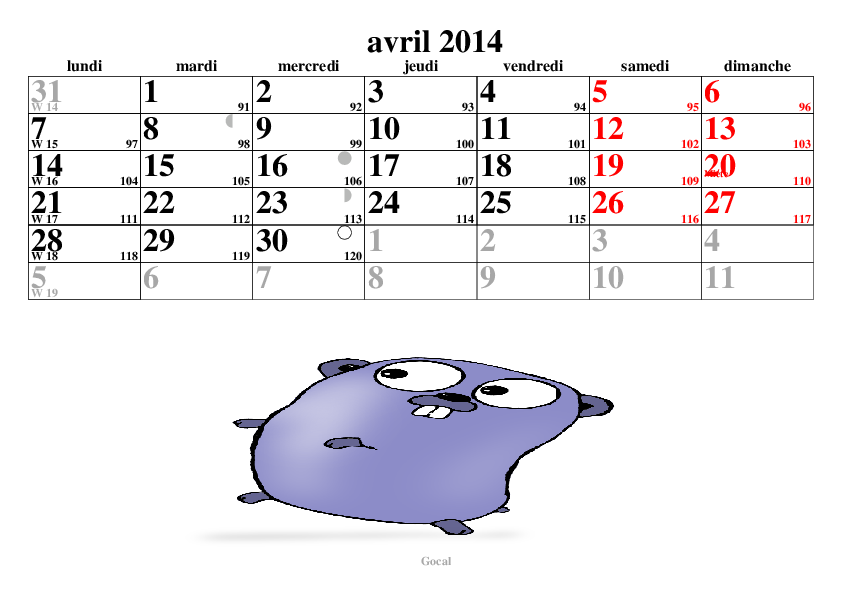 avril 2014
lundi mardi mercredi jeudi vendredi samedi dimanche
31 1 2 3 4 5 6
W 14 91 92 93 94 95 96
7 8 9 10 11 12 13
W 15 97 98 99 100 101 102 103
14 15 16 17 18 19 20
W 16 104 105 106 107 108 109 110
21 22 23 24 25 26 27
W 17 111 112 113 114 115 116 117
28 29 30 1 2 3 4
W 18 118 119 120
5 6 7 8 9 10 11
W 19
Gocal